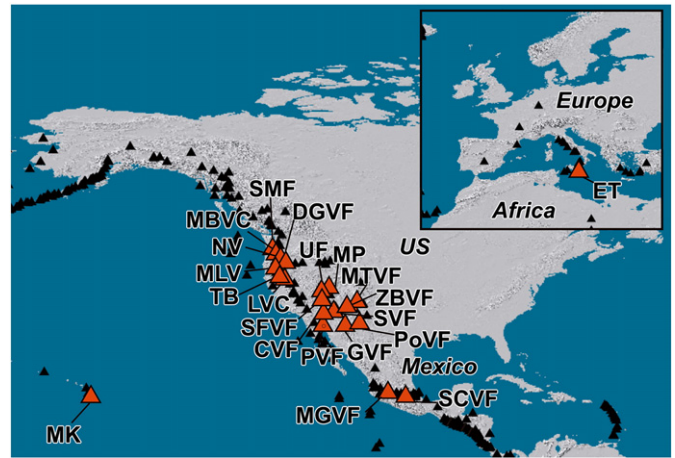 Europe
ET
Africa
SMF
MBVC
DGVF
NV
UF
MP
US
MLV
MTVF
TB
ZBVF
LVC
SVF
SFVF
PoVF
CVF
PVF
GVF
Mexico
MGVF
SCVF
MK